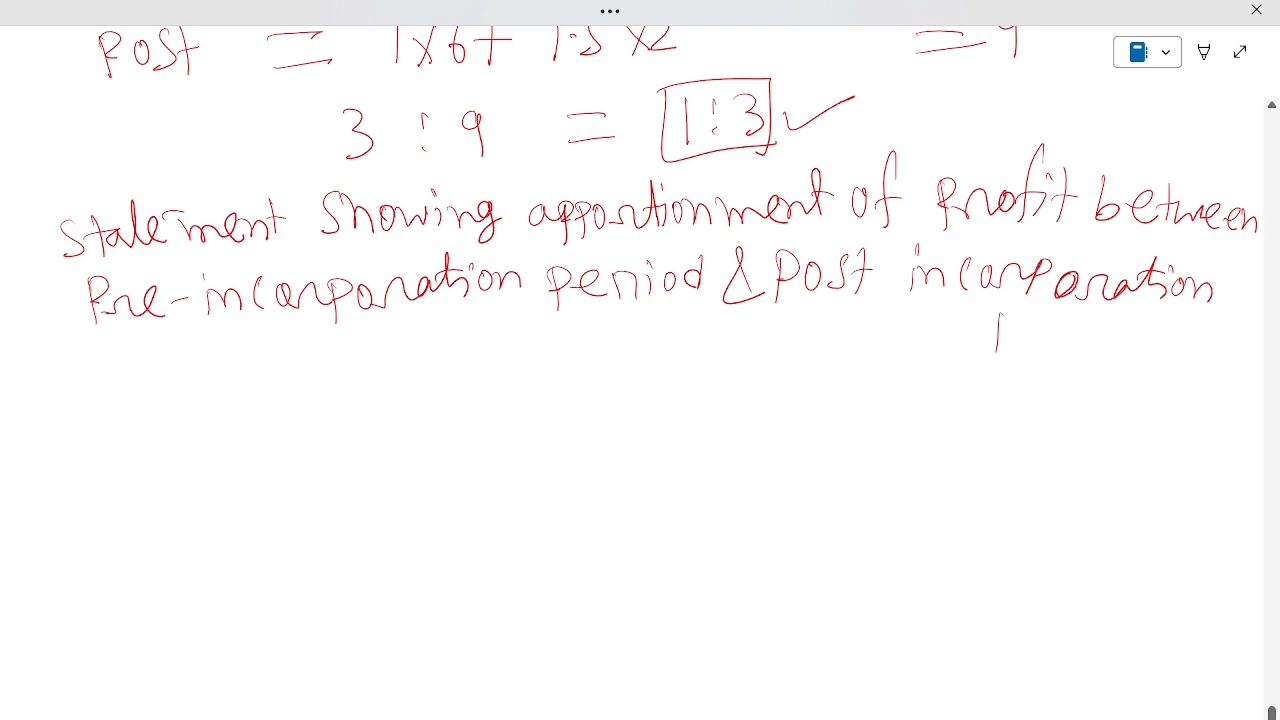 Post = 1x6+ 1.5 x2 = 9
3 : 9 = 1:3 ✓
Statement Showing apportionment of Profit between
Pre-incorporation period & Post incorporation